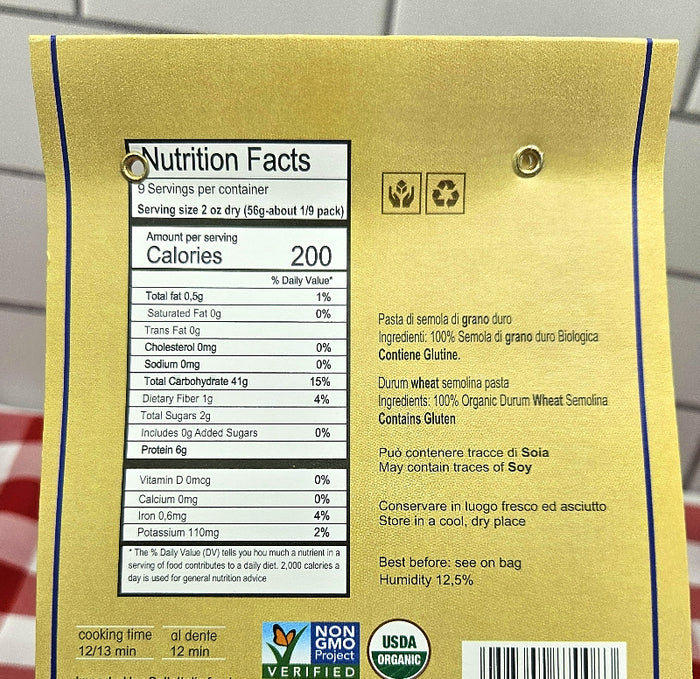 Nutrition Facts
9 Servings per container
Serving size 2 oz dry (56g-about 1/9 pack)
Amount per serving
Calories 200
% Daily Value*
Total fat 0,5g 1%
Saturated Fat 0g 0%
Trans Fat 0g
Cholesterol 0mg 0%
Sodium 0mg 0%
Total Carbohydrate 41g 15%
Dietary Fiber 1g 4%
Total Sugars 2g
Includes 0g Added Sugars 0%
Protein 6g
Vitamin D 0mcg 0%
Calcium 0mg 0%
Iron 0,6mg 4%
Potassium 110mg 2%
* The % Daily Value (DV) tells you hou much a nutrient in a
serving of food contributes to a daily diet. 2,000 calories a
day is used for general nutrition advice
Pasta di semola di grano duro
Ingredienti: 100% Semola di grano duro Biologica
Contiene Glutine.
Durum wheat semolina pasta
Ingredients: 100% Organic Durum Wheat Semolina
Contains Gluten
Può contenere tracce di Soia
May contain traces of Soy
Conservare in luogo fresco ed asciutto
Store in a cool, dry place
Best before: see on bag
Humidity 12,5%
cooking time
12/13 min
al dente
12 min
NON
GMO
Project
VERIFIED
USDA
ORGANIC